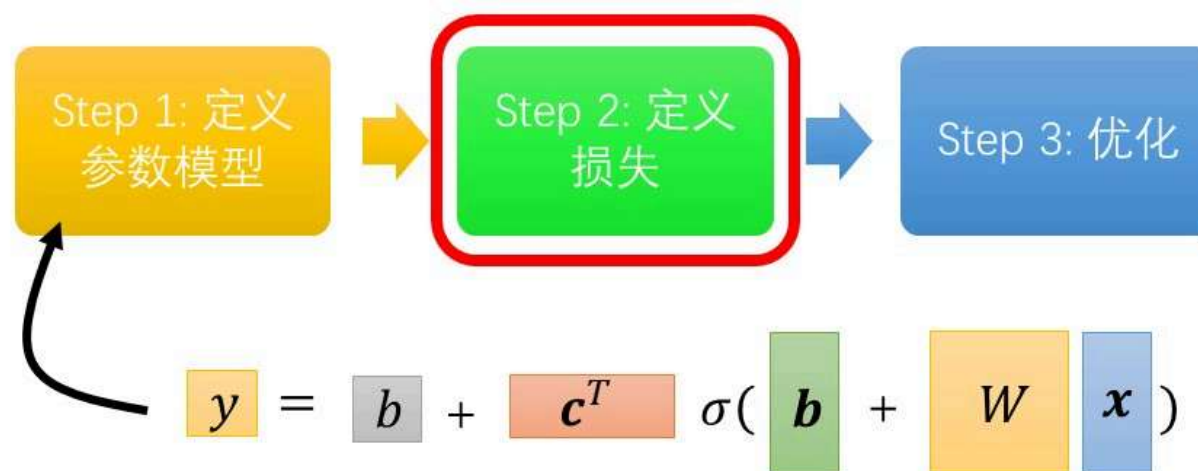 Step 1: 定义
参数模型
Step 2: 定义
损失
Step 3: 优化
y = b + c^T σ( b + W x )